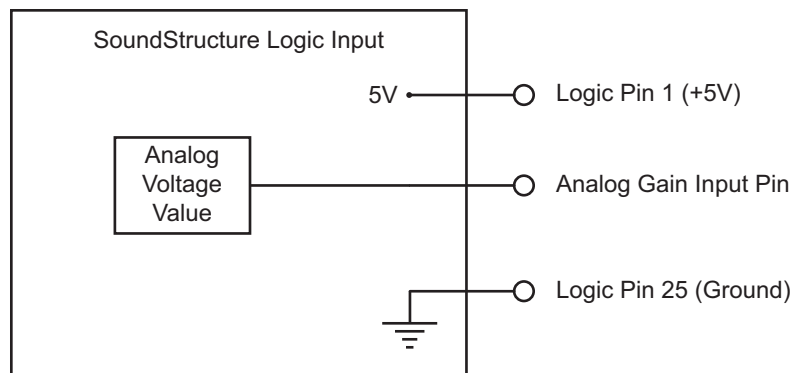 SoundStructure Logic Input
5V
Logic Pin 1 (+5V)
Analog
Voltage
Value
Analog Gain Input Pin
Logic Pin 25 (Ground)